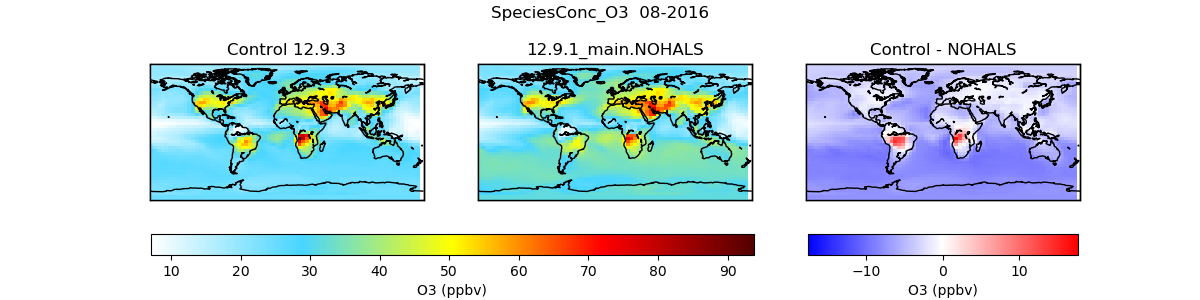 SpeciesConc_O3  08-2016
Control 12.9.3
12.9.1_main.NOHALS
Control - NOHALS
10 20 30 40 50 60 70 80 90
O3 (ppbv)
−10 0 10
O3 (ppbv)